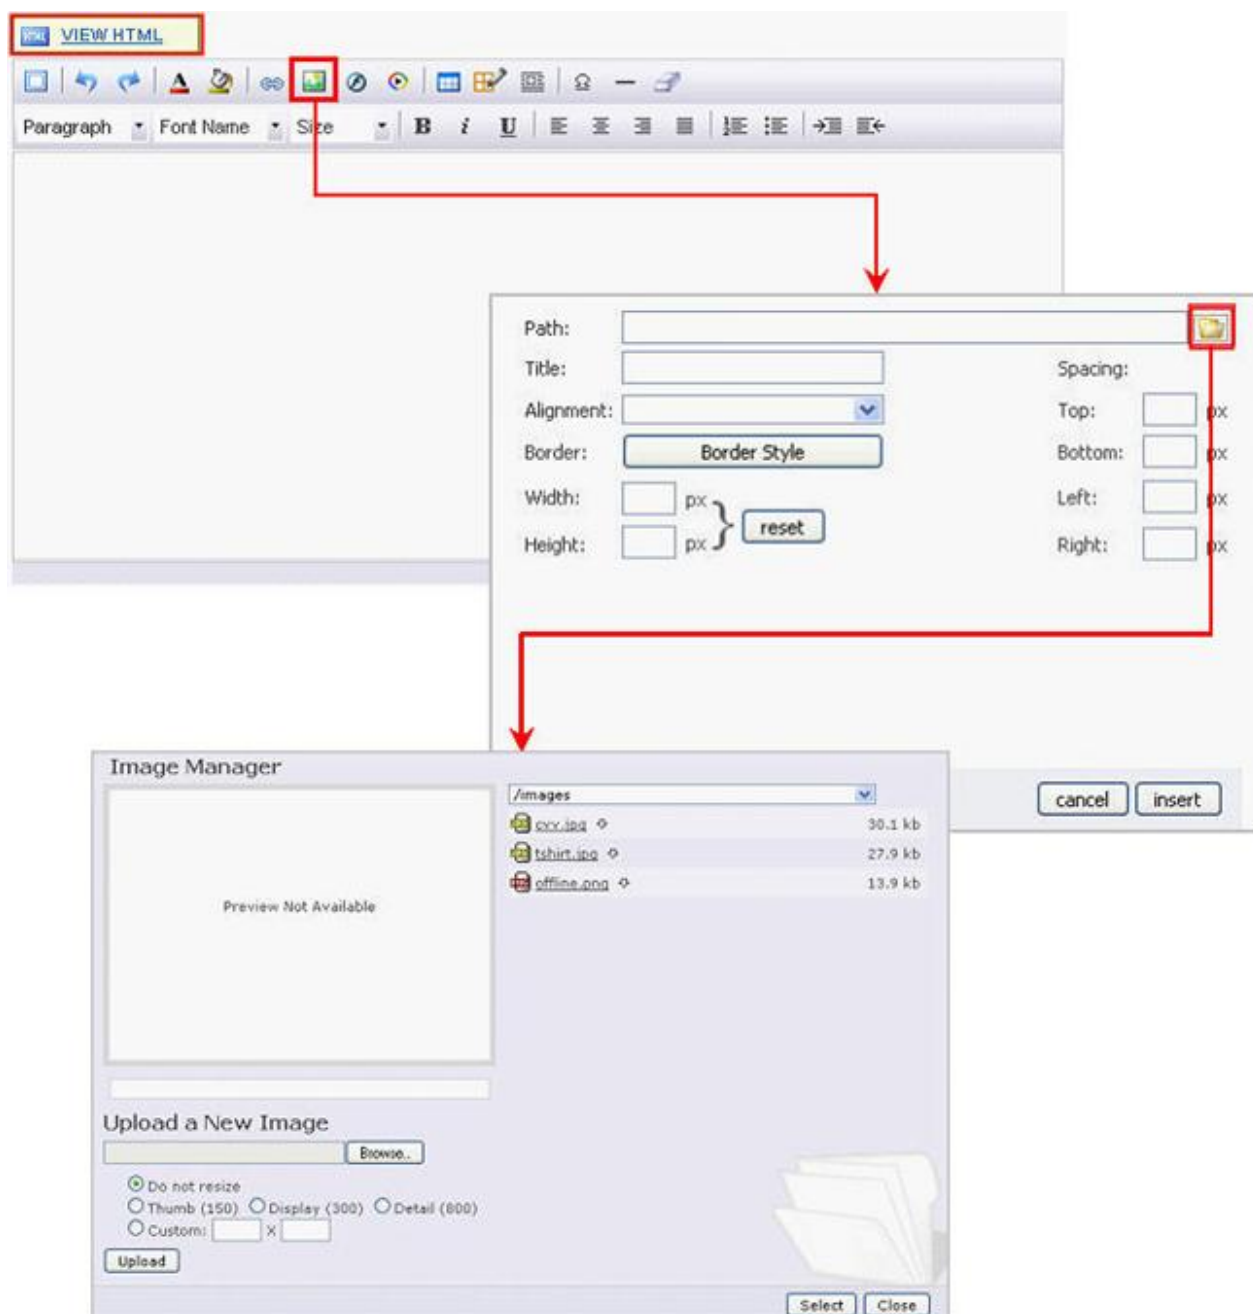 HTML VIEW HTML
Paragraph Font Name Size B i U
Path:
Title: Spacing:
Alignment: Top: px
Border: Border Style Bottom: px
Width: px Left: px
reset
Height: px Right: px
cancel insert
Image Manager
/images
cvv.jpg 30.1 kb
tshirt.jpg 27.9 kb
offline.png 13.9 kb
Preview Not Available
Upload a New Image
Browse..
Do not resize
Thumb (150) Display (300) Detail (800)
Custom: X
Upload
Select Close